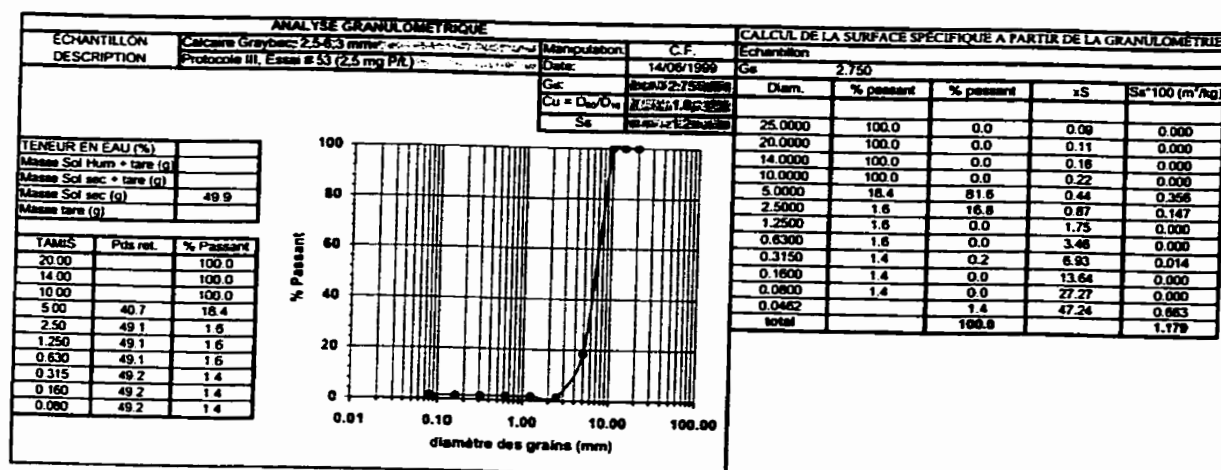 ANALYSE GRANULOMÉTRIQUE
ÉCHANTILLON Calcaire Graybec, 2,5-6,3 mm Manipulation: C.F.
DESCRIPTION Protocole III, Essai # 53 (2,5 mg P/L) Date: 14/06/1999
Gs: 2.750
Cu = D60/D10
Ss
TENEUR EN EAU (%)
Masse Sol Hum + tare (g)
Masse Sol sec + tare (g)
Masse Sol sec (g) 49.9
Masse tare (g)
TAMIS Pds ret. % Passant
20.00 100.0
14.00 100.0
10.00 100.0
5.00 40.7 18.4
2.50 49.1 1.6
1.250 49.1 1.6
0.630 49.1 1.6
0.315 49.2 1.4
0.160 49.2 1.4
0.080 49.2 1.4
% Passant
100
80
60
40
20
0
0.01 0.10 1.00 10.00 100.00
diamètre des grains (mm)
CALCUL DE LA SURFACE SPÉCIFIQUE A PARTIR DE LA GRANULOMÉTRIE
Échantillon
Gs 2.750
Diam. % passant % passant xS Ss*100 (m²/kg)
25.0000 100.0 0.0 0.09 0.000
20.0000 100.0 0.0 0.11 0.000
14.0000 100.0 0.0 0.16 0.000
10.0000 100.0 0.0 0.22 0.000
5.0000 18.4 81.6 0.44 0.356
2.5000 1.6 16.8 0.87 0.147
1.2500 1.6 0.0 1.75 0.000
0.6300 1.6 0.0 3.46 0.000
0.3150 1.4 0.2 6.93 0.014
0.1600 1.4 0.0 13.64 0.000
0.0800 1.4 0.0 27.27 0.000
0.0462 1.4 47.24 0.663
total 100.0 1.179